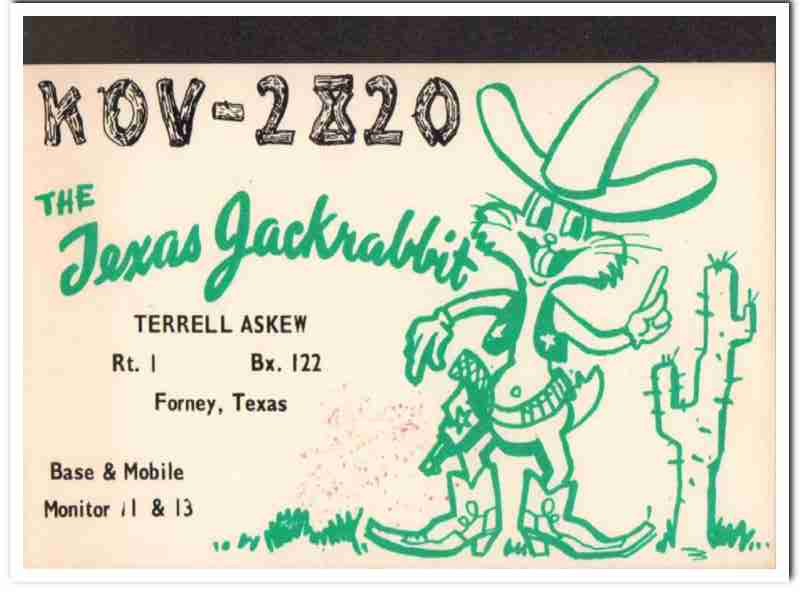 KOV-2820
THE
Texas Jackrabbit
TERRELL ASKEW
Rt. 1 Bx. 122
Forney, Texas
Base & Mobile
Monitor 11 & 13